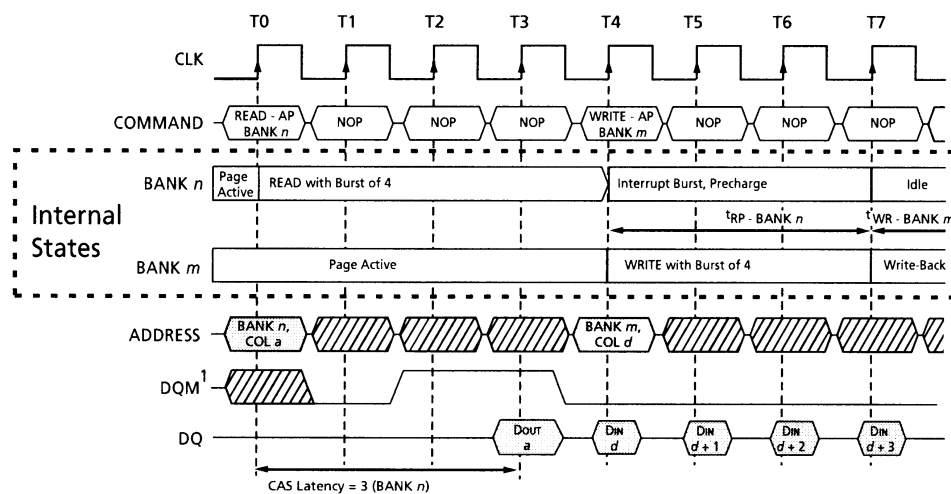 T0 T1 T2 T3 T4 T5 T6 T7
CLK
COMMAND
READ - AP
BANK n
NOP
NOP
NOP
WRITE - AP
BANK m
NOP
NOP
NOP
Internal
States
BANK n
Page
Active
READ with Burst of 4
Interrupt Burst, Precharge
Idle
tRP - BANK n
tWR - BANK m
BANK m
Page Active
WRITE with Burst of 4
Write-Back
ADDRESS
BANK n,
COL a
BANK m,
COL d
DQM1
DQ
DOUT
a
DIN
d
DIN
d + 1
DIN
d + 2
DIN
d + 3
CAS Latency = 3 (BANK n)